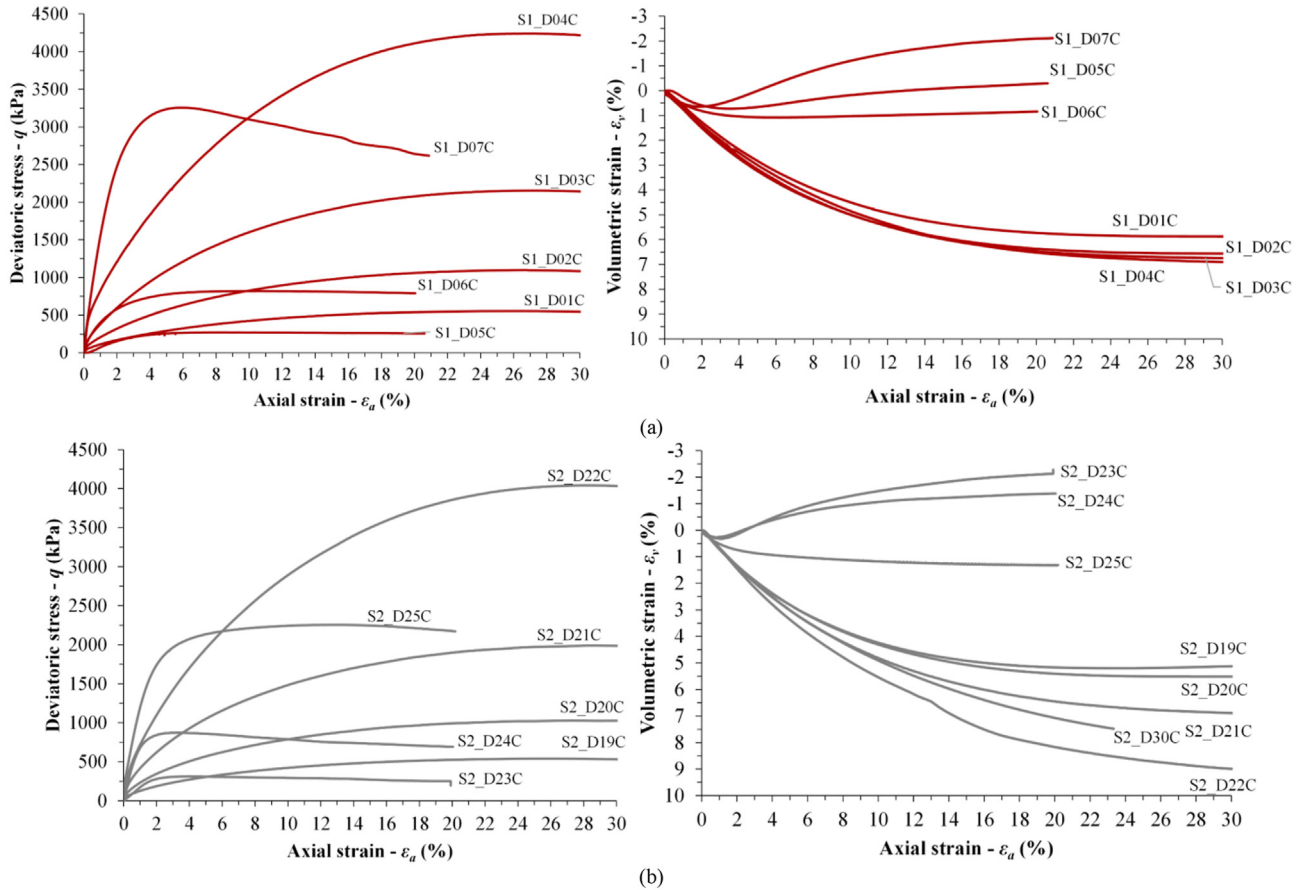 4500
4000
3500
3000
2500
2000
1500
1000
500
0
Deviatoric stress - q (kPa)
0 2 4 6 8 10 12 14 16 18 20 22 24 26 28 30
Axial strain - εa (%)
S1_D04C
S1_D07C
S1_D03C
S1_D02C
S1_D06C
S1_D01C
S1_D05C
-3
-2
-1
0
1
2
3
4
5
6
7
8
9
10
Volumetric strain - εv (%)
0 2 4 6 8 10 12 14 16 18 20 22 24 26 28 30
Axial strain - εa (%)
S1_D07C
S1_D05C
S1_D06C
S1_D01C
S1_D02C
S1_D04C
S1_D03C
(a)
4500
4000
3500
3000
2500
2000
1500
1000
500
0
Deviatoric stress - q (kPa)
0 2 4 6 8 10 12 14 16 18 20 22 24 26 28 30
Axial strain - εa (%)
S2_D22C
S2_D25C
S2_D21C
S2_D20C
S2_D24C
S2_D19C
S2_D23C
-3
-2
-1
0
1
2
3
4
5
6
7
8
9
10
Volumetric strain - εv (%)
0 2 4 6 8 10 12 14 16 18 20 22 24 26 28 30
Axial strain - εa (%)
S2_D23C
S2_D24C
S2_D25C
S2_D19C
S2_D20C
S2_D30C
S2_D21C
S2_D22C
(b)